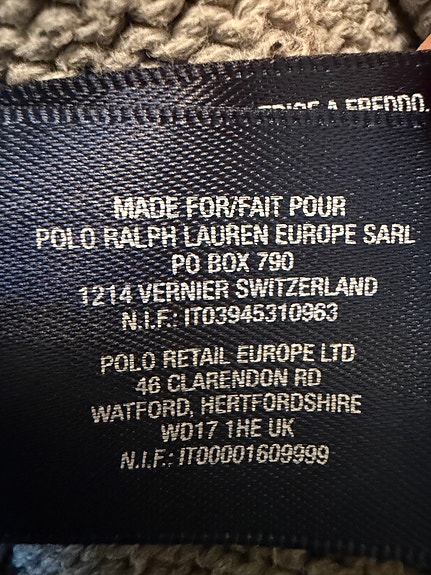 A FREDDO.
MADE FOR/FAIT POUR
POLO RALPH LAUREN EUROPE SARL
PO BOX 790
1214 VERNIER SWITZERLAND
N.I.F.: IT03945310963
POLO RETAIL EUROPE LTD
46 CLARENDON RD
WATFORD, HERTFORDSHIRE
WD17 1HE UK
N.I.F.: IT00001609999